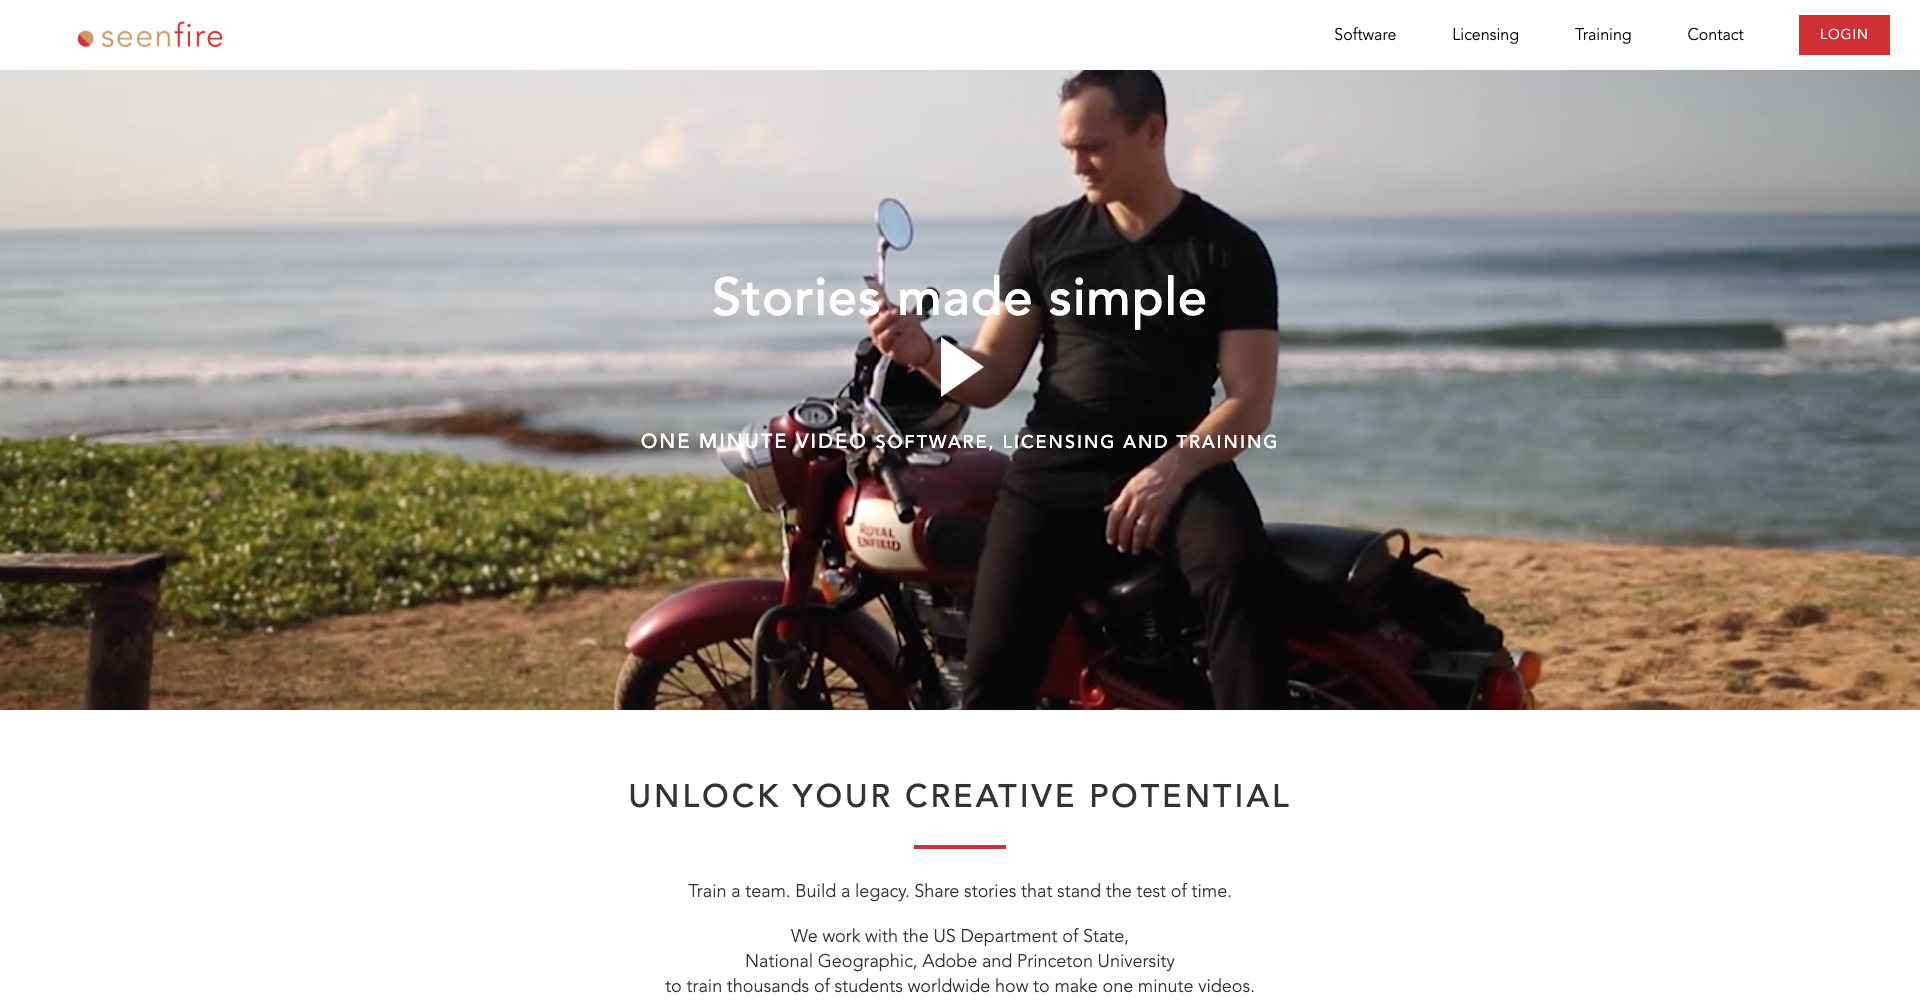 seenfire
Software
Licensing
Training
Contact
LOGIN
Stories made simple
ONE MINUTE VIDEO SOFTWARE, LICENSING AND TRAINING
ROYAL
ENFIELD
UNLOCK YOUR CREATIVE POTENTIAL
Train a team. Build a legacy. Share stories that stand the test of time.
We work with the US Department of State,
National Geographic, Adobe and Princeton University
to train thousands of students worldwide how to make one minute videos.